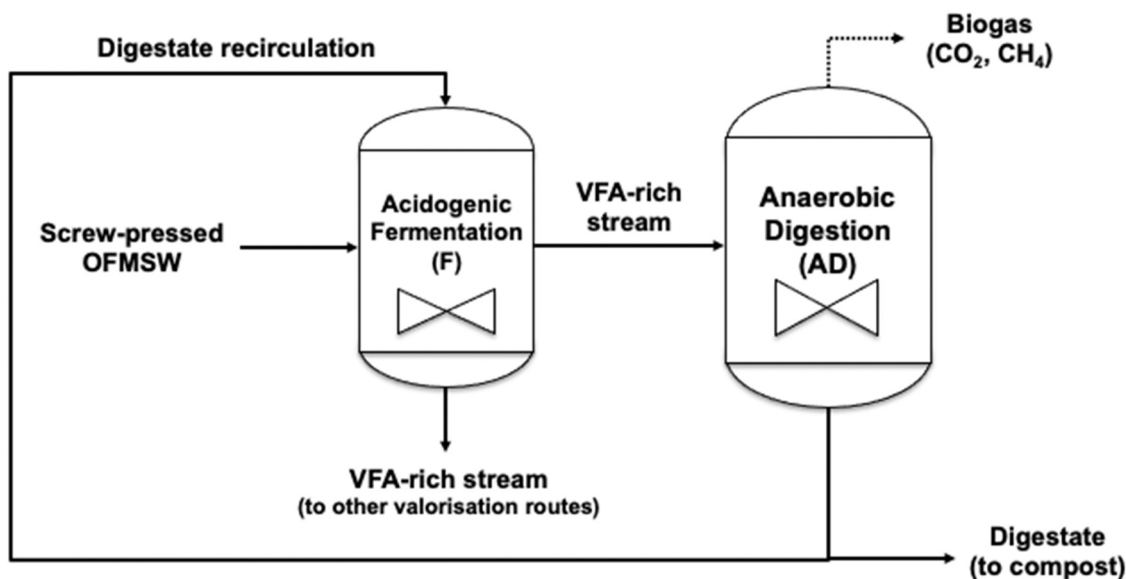 Digestate recirculation
Biogas
(CO₂, CH₄)
Screw-pressed
OFMSW
Acidogenic
Fermentation
(F)
VFA-rich
stream
Anaerobic
Digestion
(AD)
VFA-rich stream
(to other valorisation routes)
Digestate
(to compost)